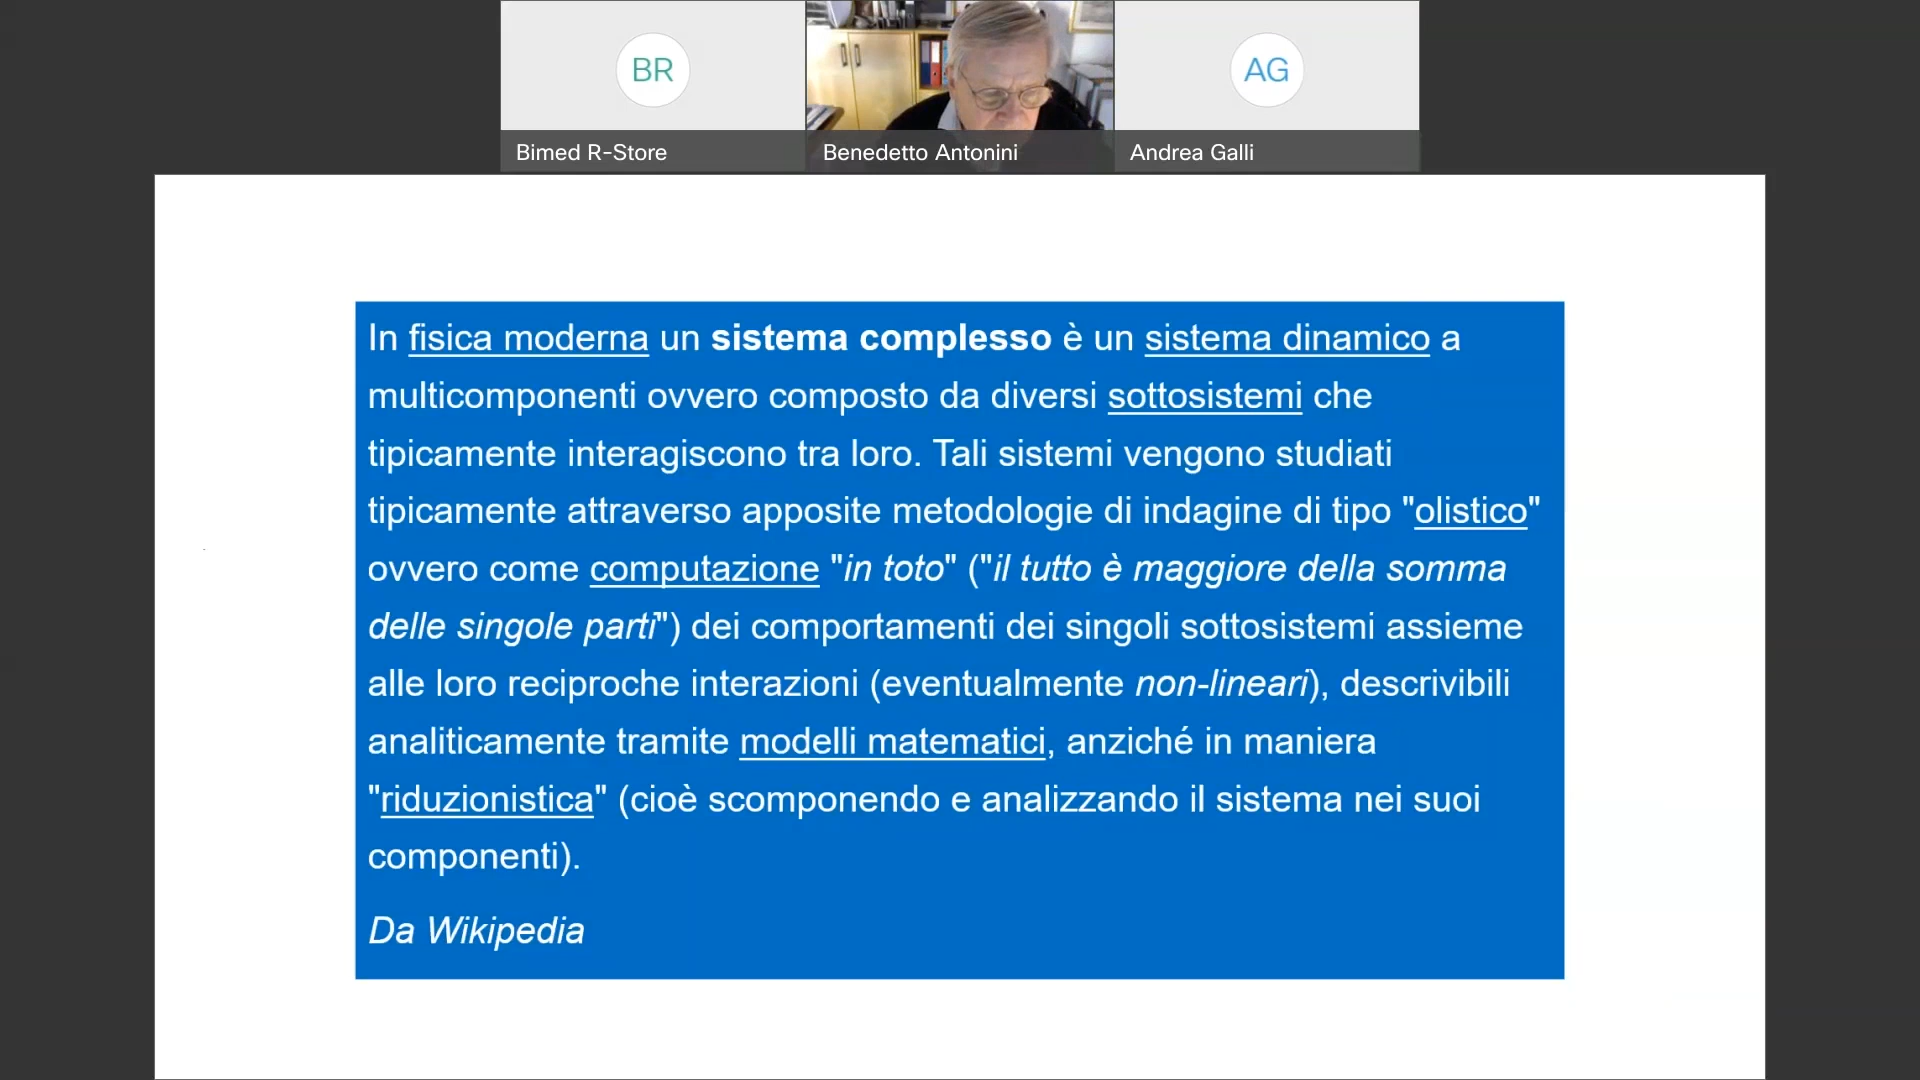 BR
AG
Bimed R-Store
Benedetto Antonini
Andrea Galli
In fisica moderna un sistema complesso è un sistema dinamico a
multicomponenti ovvero composto da diversi sottosistemi che
tipicamente interagiscono tra loro. Tali sistemi vengono studiati
tipicamente attraverso apposite metodologie di indagine di tipo "olistico"
ovvero come computazione "in toto" ("il tutto è maggiore della somma
delle singole parti") dei comportamenti dei singoli sottosistemi assieme
alle loro reciproche interazioni (eventualmente non-lineari), descrivibili
analiticamente tramite modelli matematici, anziché in maniera
"riduzionistica" (cioè scomponendo e analizzando il sistema nei suoi
componenti).
Da Wikipedia